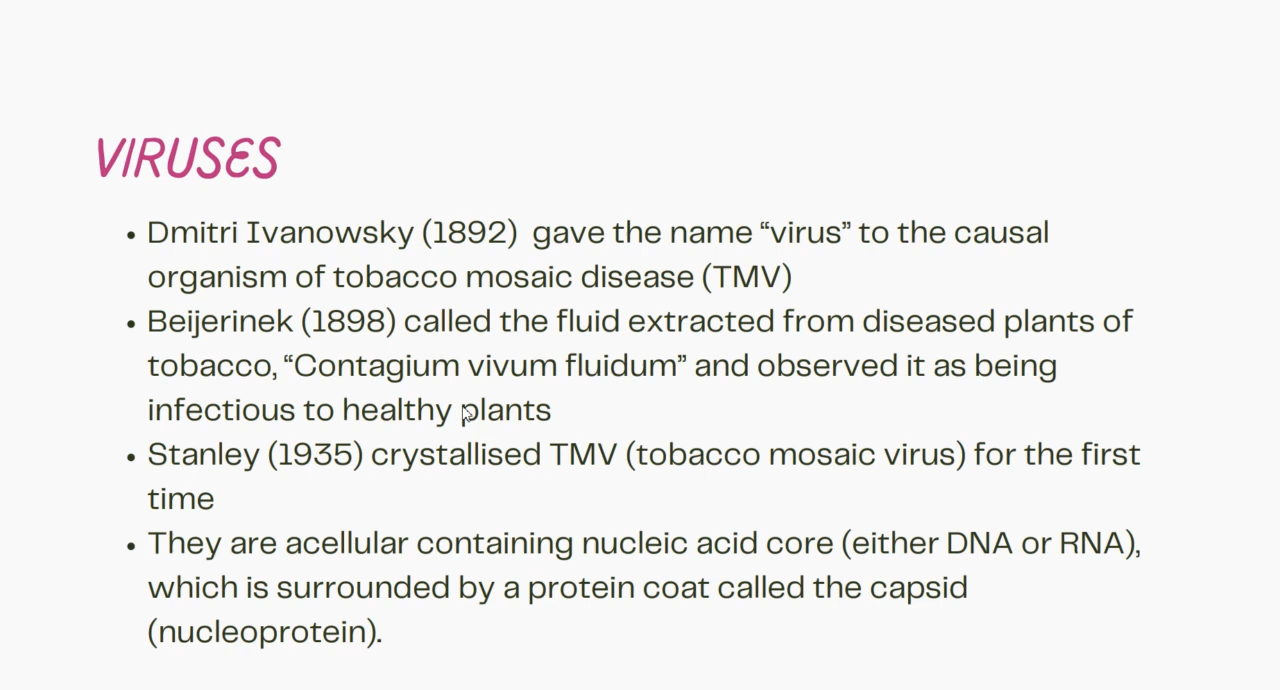 VIRUSES
• Dmitri Ivanowsky (1892)  gave the name “virus” to the causal
organism of tobacco mosaic disease (TMV)
• Beijerinek (1898) called the fluid extracted from diseased plants of
tobacco, “Contagium vivum fluidum” and observed it as being
infectious to healthy plants
• Stanley (1935) crystallised TMV (tobacco mosaic virus) for the first
time
• They are acellular containing nucleic acid core (either DNA or RNA),
which is surrounded by a protein coat called the capsid
(nucleoprotein).